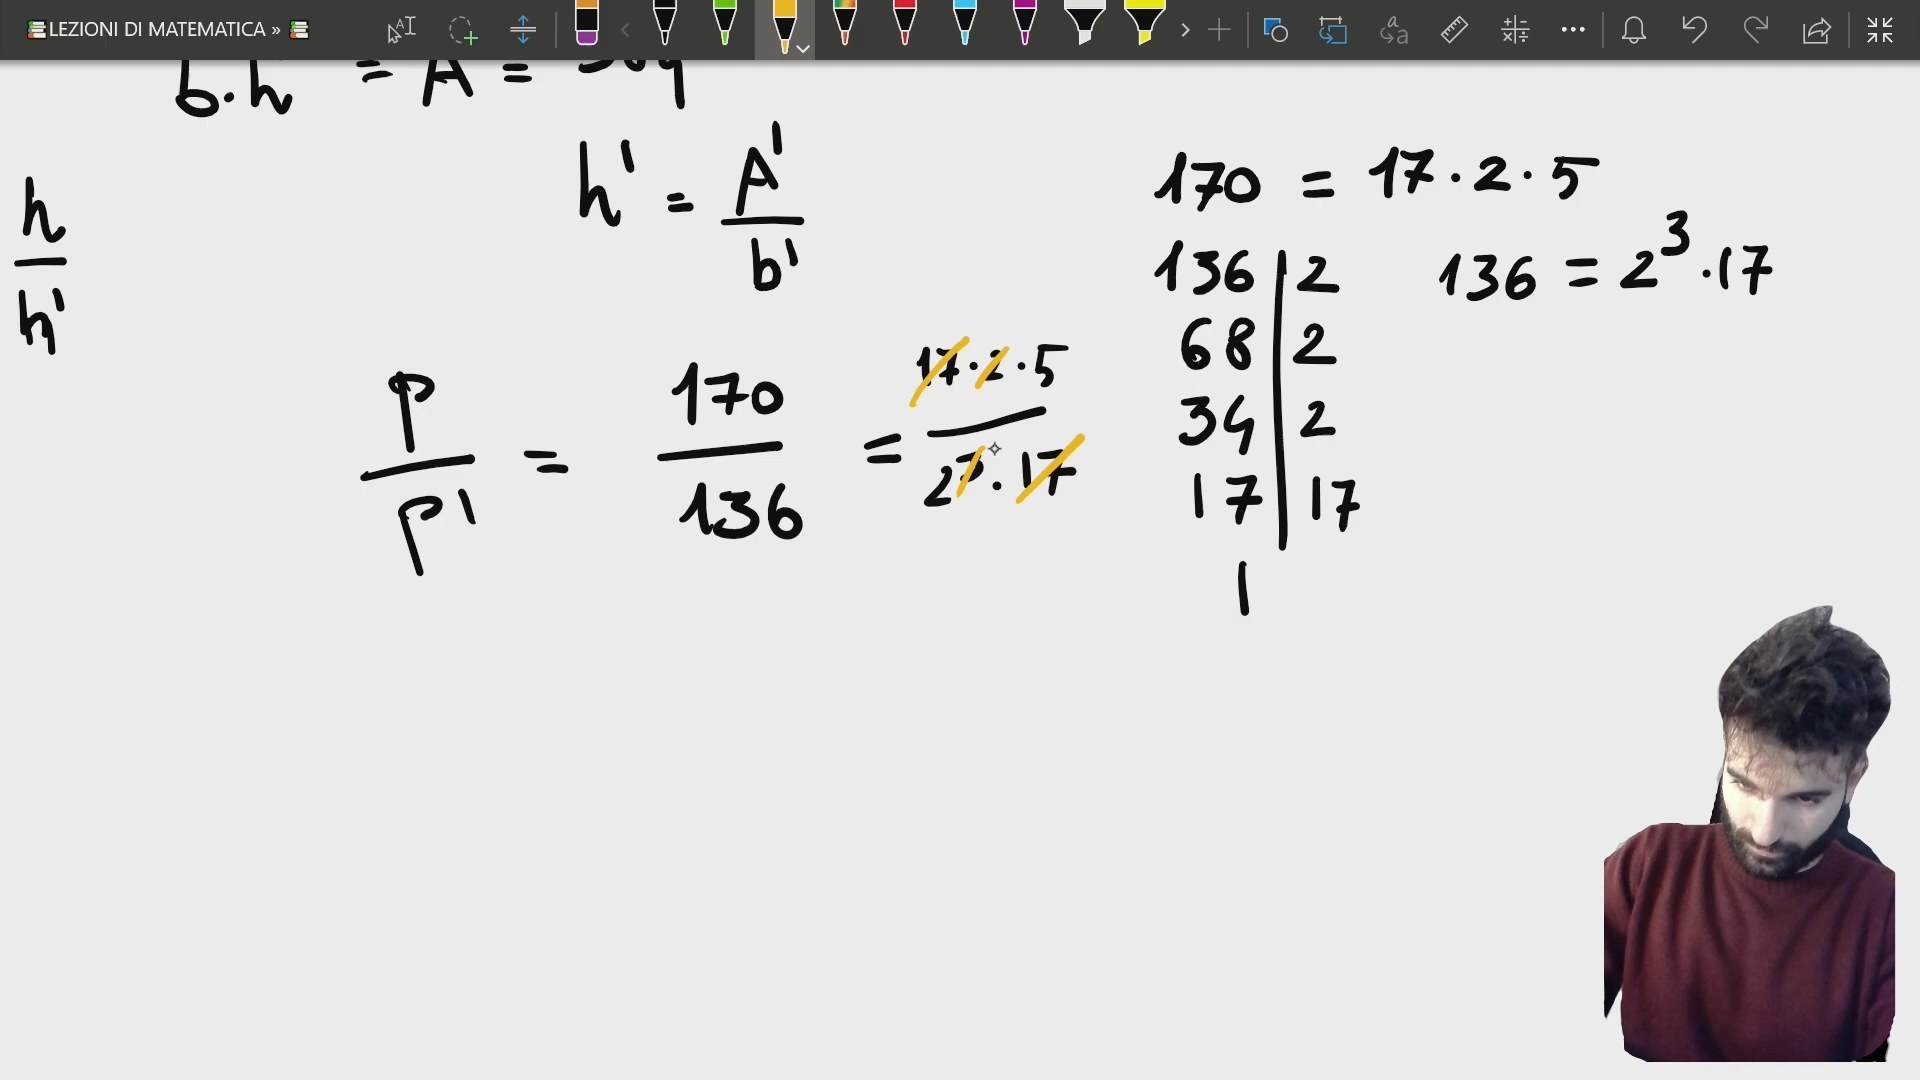 LEZIONI DI MATEMATICA »
b·h = A =
h' = A'/b'
h/h'
P/P' = 170/136 = 17·2·5/2³·17
170 = 17·2·5
136 | 2
68 | 2
34 | 2
17 | 17
1
136 = 2³·17